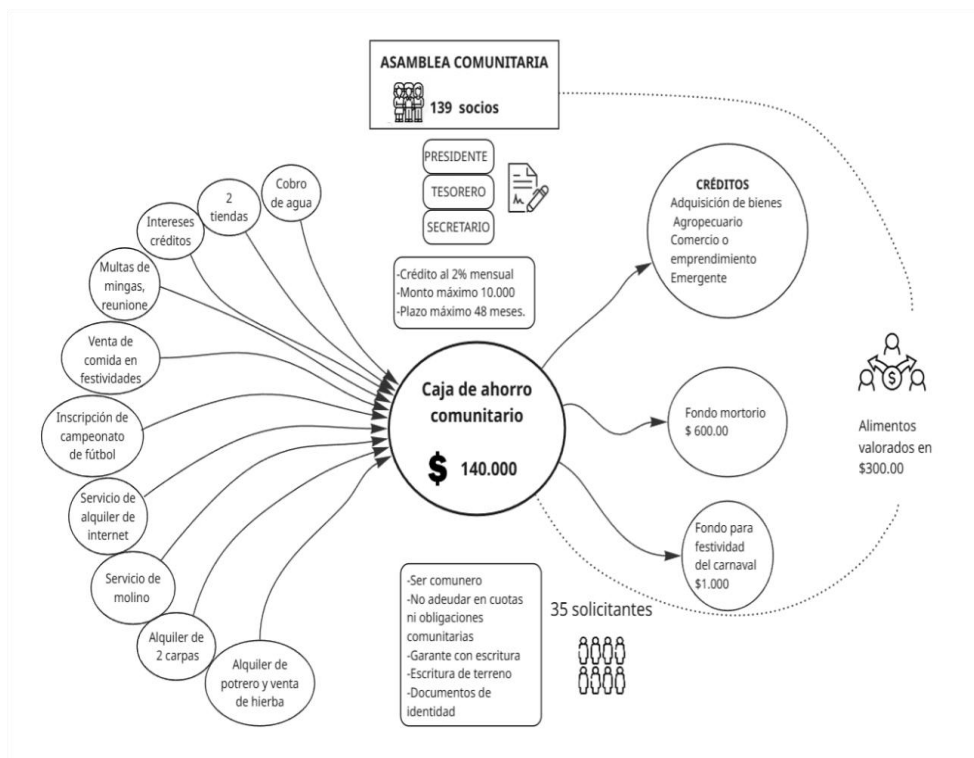 ASAMBLEA COMUNITARIA
139 socios
PRESIDENTE
TESORERO
SECRETARIO
-Crédito al 2% mensual
-Monto máximo 10.000
-Plazo máximo 48 meses.
Cobro
de agua
2
tiendas
Intereses
créditos
Multas de
mingas,
reunione
Venta de
comida en
festividades
Inscripción de
campeonato
de fútbol
Servicio de
alquiler de
internet
Servicio de
molino
Alquiler de
2 carpas
Alquiler de
potrero y venta
de hierba
Caja de ahorro
comunitario
$ 140.000
CRÉDITOS
Adquisición de bienes
Agropecuario
Comercio o
emprendimiento
Emergente
Fondo mortorio
$ 600.00
Fondo para
festividad
del carnaval
$1.000
$
Alimentos
valorados en
$300.00
-Ser comunero
-No adeudar en cuotas
ni obligaciones
comunitarias
-Garante con escritura
-Escritura de terreno
-Documentos de
identidad
35 solicitantes